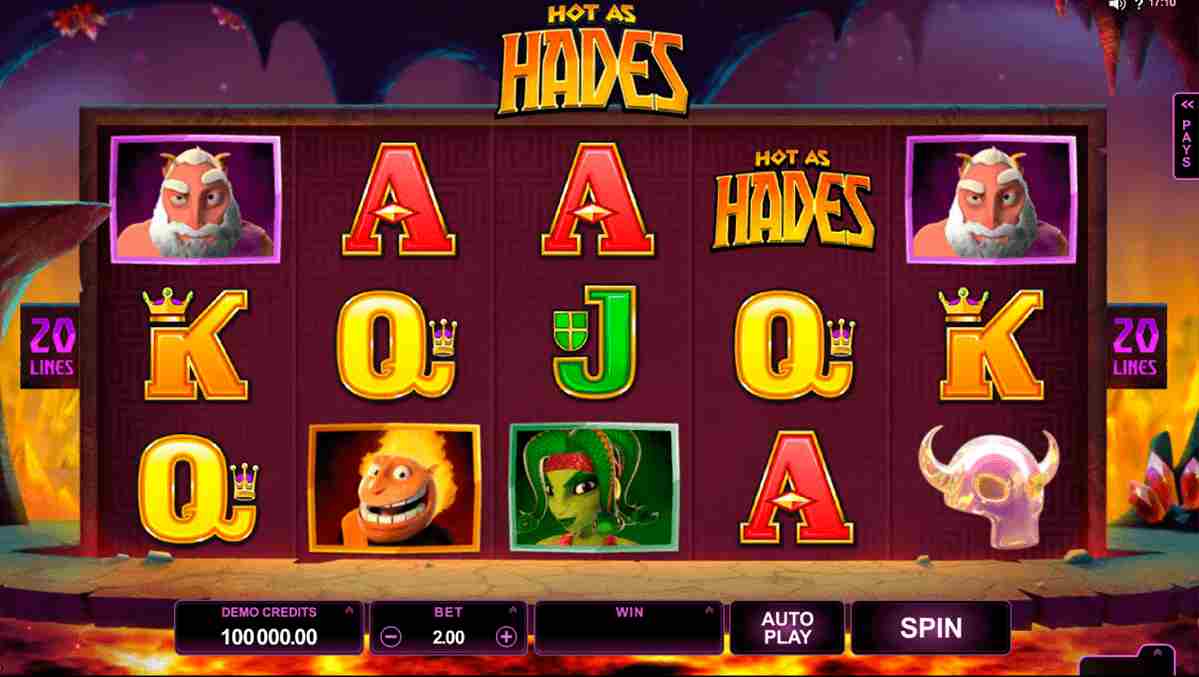 17:10
HOT AS
HADES
«
PAYS
A A HOT AS
HADES
K Q J Q K
20
LINES
20
LINES
Q A
DEMO CREDITS
100 000.00
BET
2.00
WIN
AUTO
PLAY
SPIN